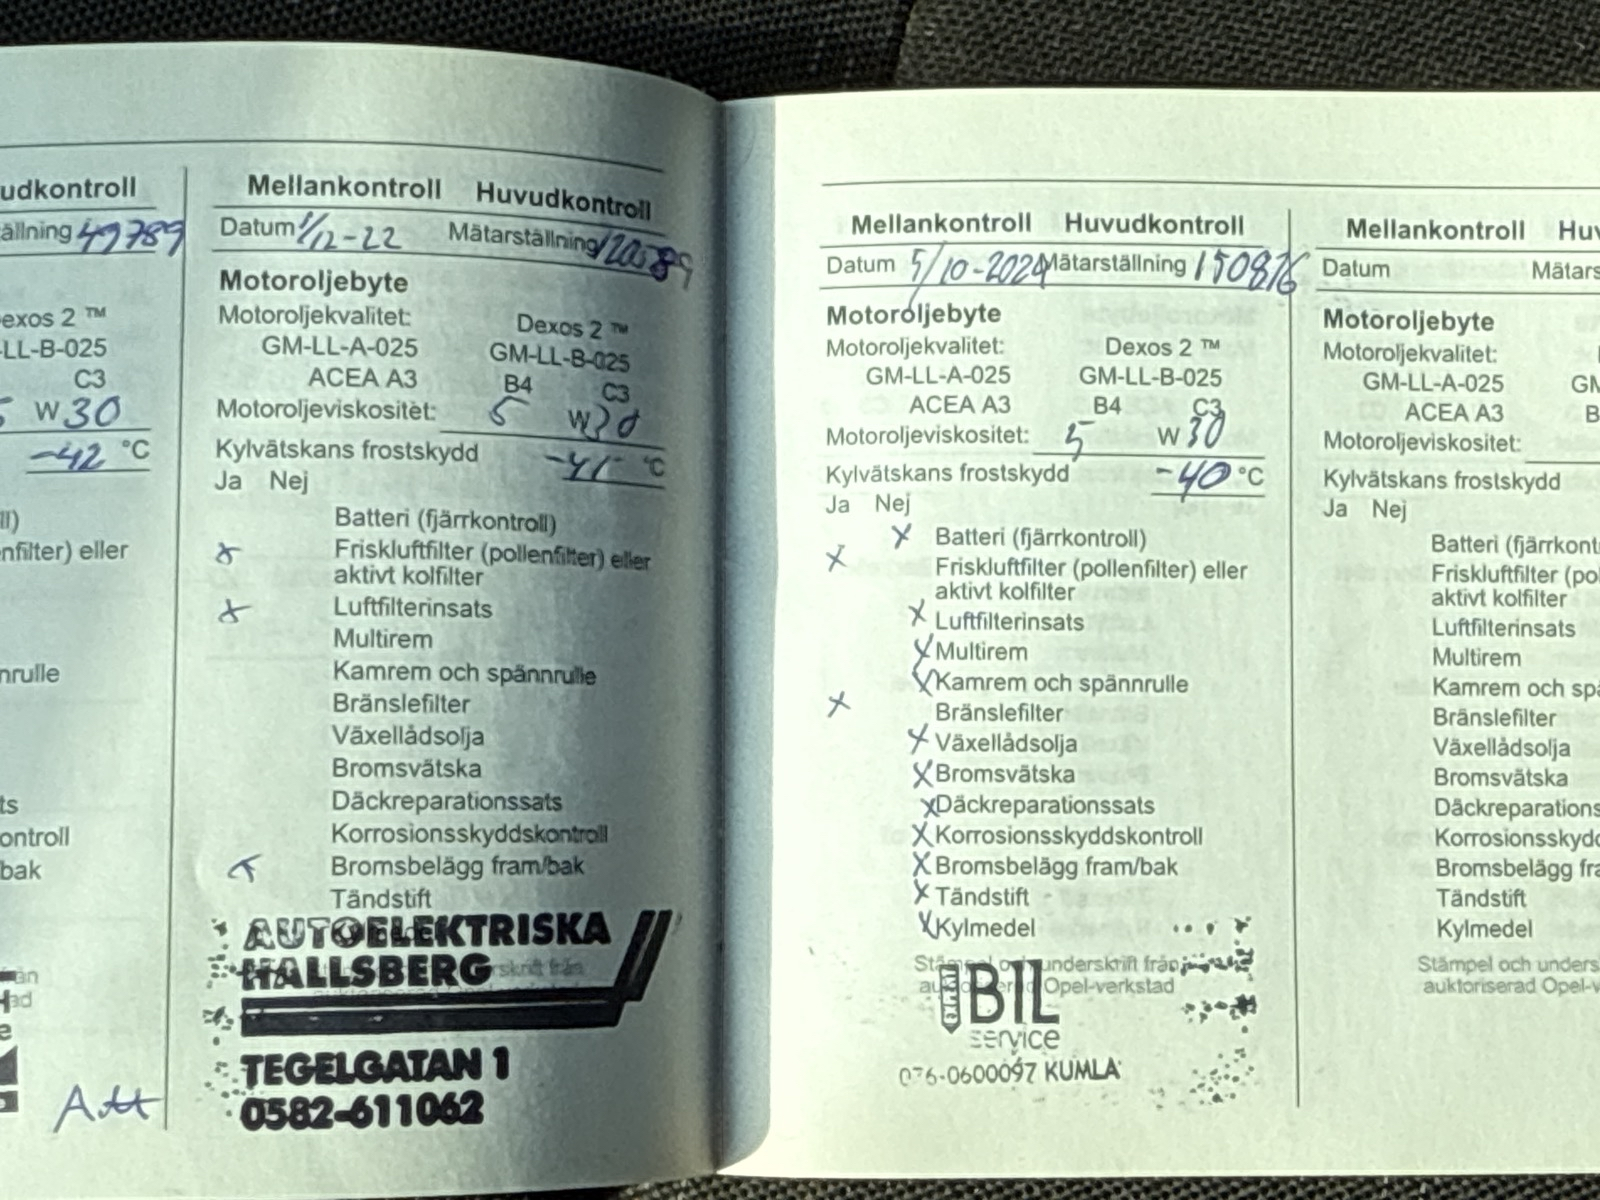 udkontroll
ällning 49789
exos 2 ™
-LL-B-025
C3
5 W 30
-42 °C
ll)
nfilter) eller
nrulle
ts
ontroll
bak
Mellankontroll Huvudkontroll
Datum 1/12-22 Mätarställning 120589
Motoroljebyte
Motoroljekvalitet: Dexos 2 ™
GM-LL-A-025 GM-LL-B-025
ACEA A3 B4 C3
Motoroljeviskositet: 5 W 30
Kylvätskans frostskydd -41 °C
Ja Nej
Batteri (fjärrkontroll)
x Friskluftfilter (pollenfilter) eller
aktivt kolfilter
x Luftfilterinsats
Multirem
Kamrem och spännrulle
Bränslefilter
Växellådsolja
Bromsvätska
Däckreparationssats
Korrosionsskyddskontroll
x Bromsbelägg fram/bak
Tändstift
AUTOELEKTRISKA
HALLSBERG
TEGELGATAN 1
0582-611062
Mellankontroll Huvudkontroll
Datum 5/10-2024 Mätarställning 150816
Motoroljebyte
Motoroljekvalitet: Dexos 2 ™
GM-LL-A-025 GM-LL-B-025
ACEA A3 B4 C3
Motoroljeviskositet: 5 W 30
Kylvätskans frostskydd -40 °C
Ja Nej
x Batteri (fjärrkontroll)
x Friskluftfilter (pollenfilter) eller
aktivt kolfilter
x Luftfilterinsats
x Multirem
x Kamrem och spännrulle
x Bränslefilter
x Växellådsolja
x Bromsvätska
x Däckreparationssats
x Korrosionsskyddskontroll
x Bromsbelägg fram/bak
x Tändstift
x Kylmedel
Stämpel och underskrift från
auktoriserad Opel-verkstad
BIL
service
076-0600097 KUMLA
Mellankontroll Huv
Datum Mätars
Motoroljebyte
Motoroljekvalitet:
GM-LL-A-025 GM
ACEA A3 B
Motoroljeviskositet:
Kylvätskans frostskydd
Ja Nej
Batteri (fjärrkont
Friskluftfilter (pol
aktivt kolfilter
Luftfilterinsats
Multirem
Kamrem och spä
Bränslefilter
Växellådsolja
Bromsvätska
Däckreparations
Korrosionsskydd
Bromsbelägg fra
Tändstift
Kylmedel
Stämpel och unders
auktoriserad Opel-v